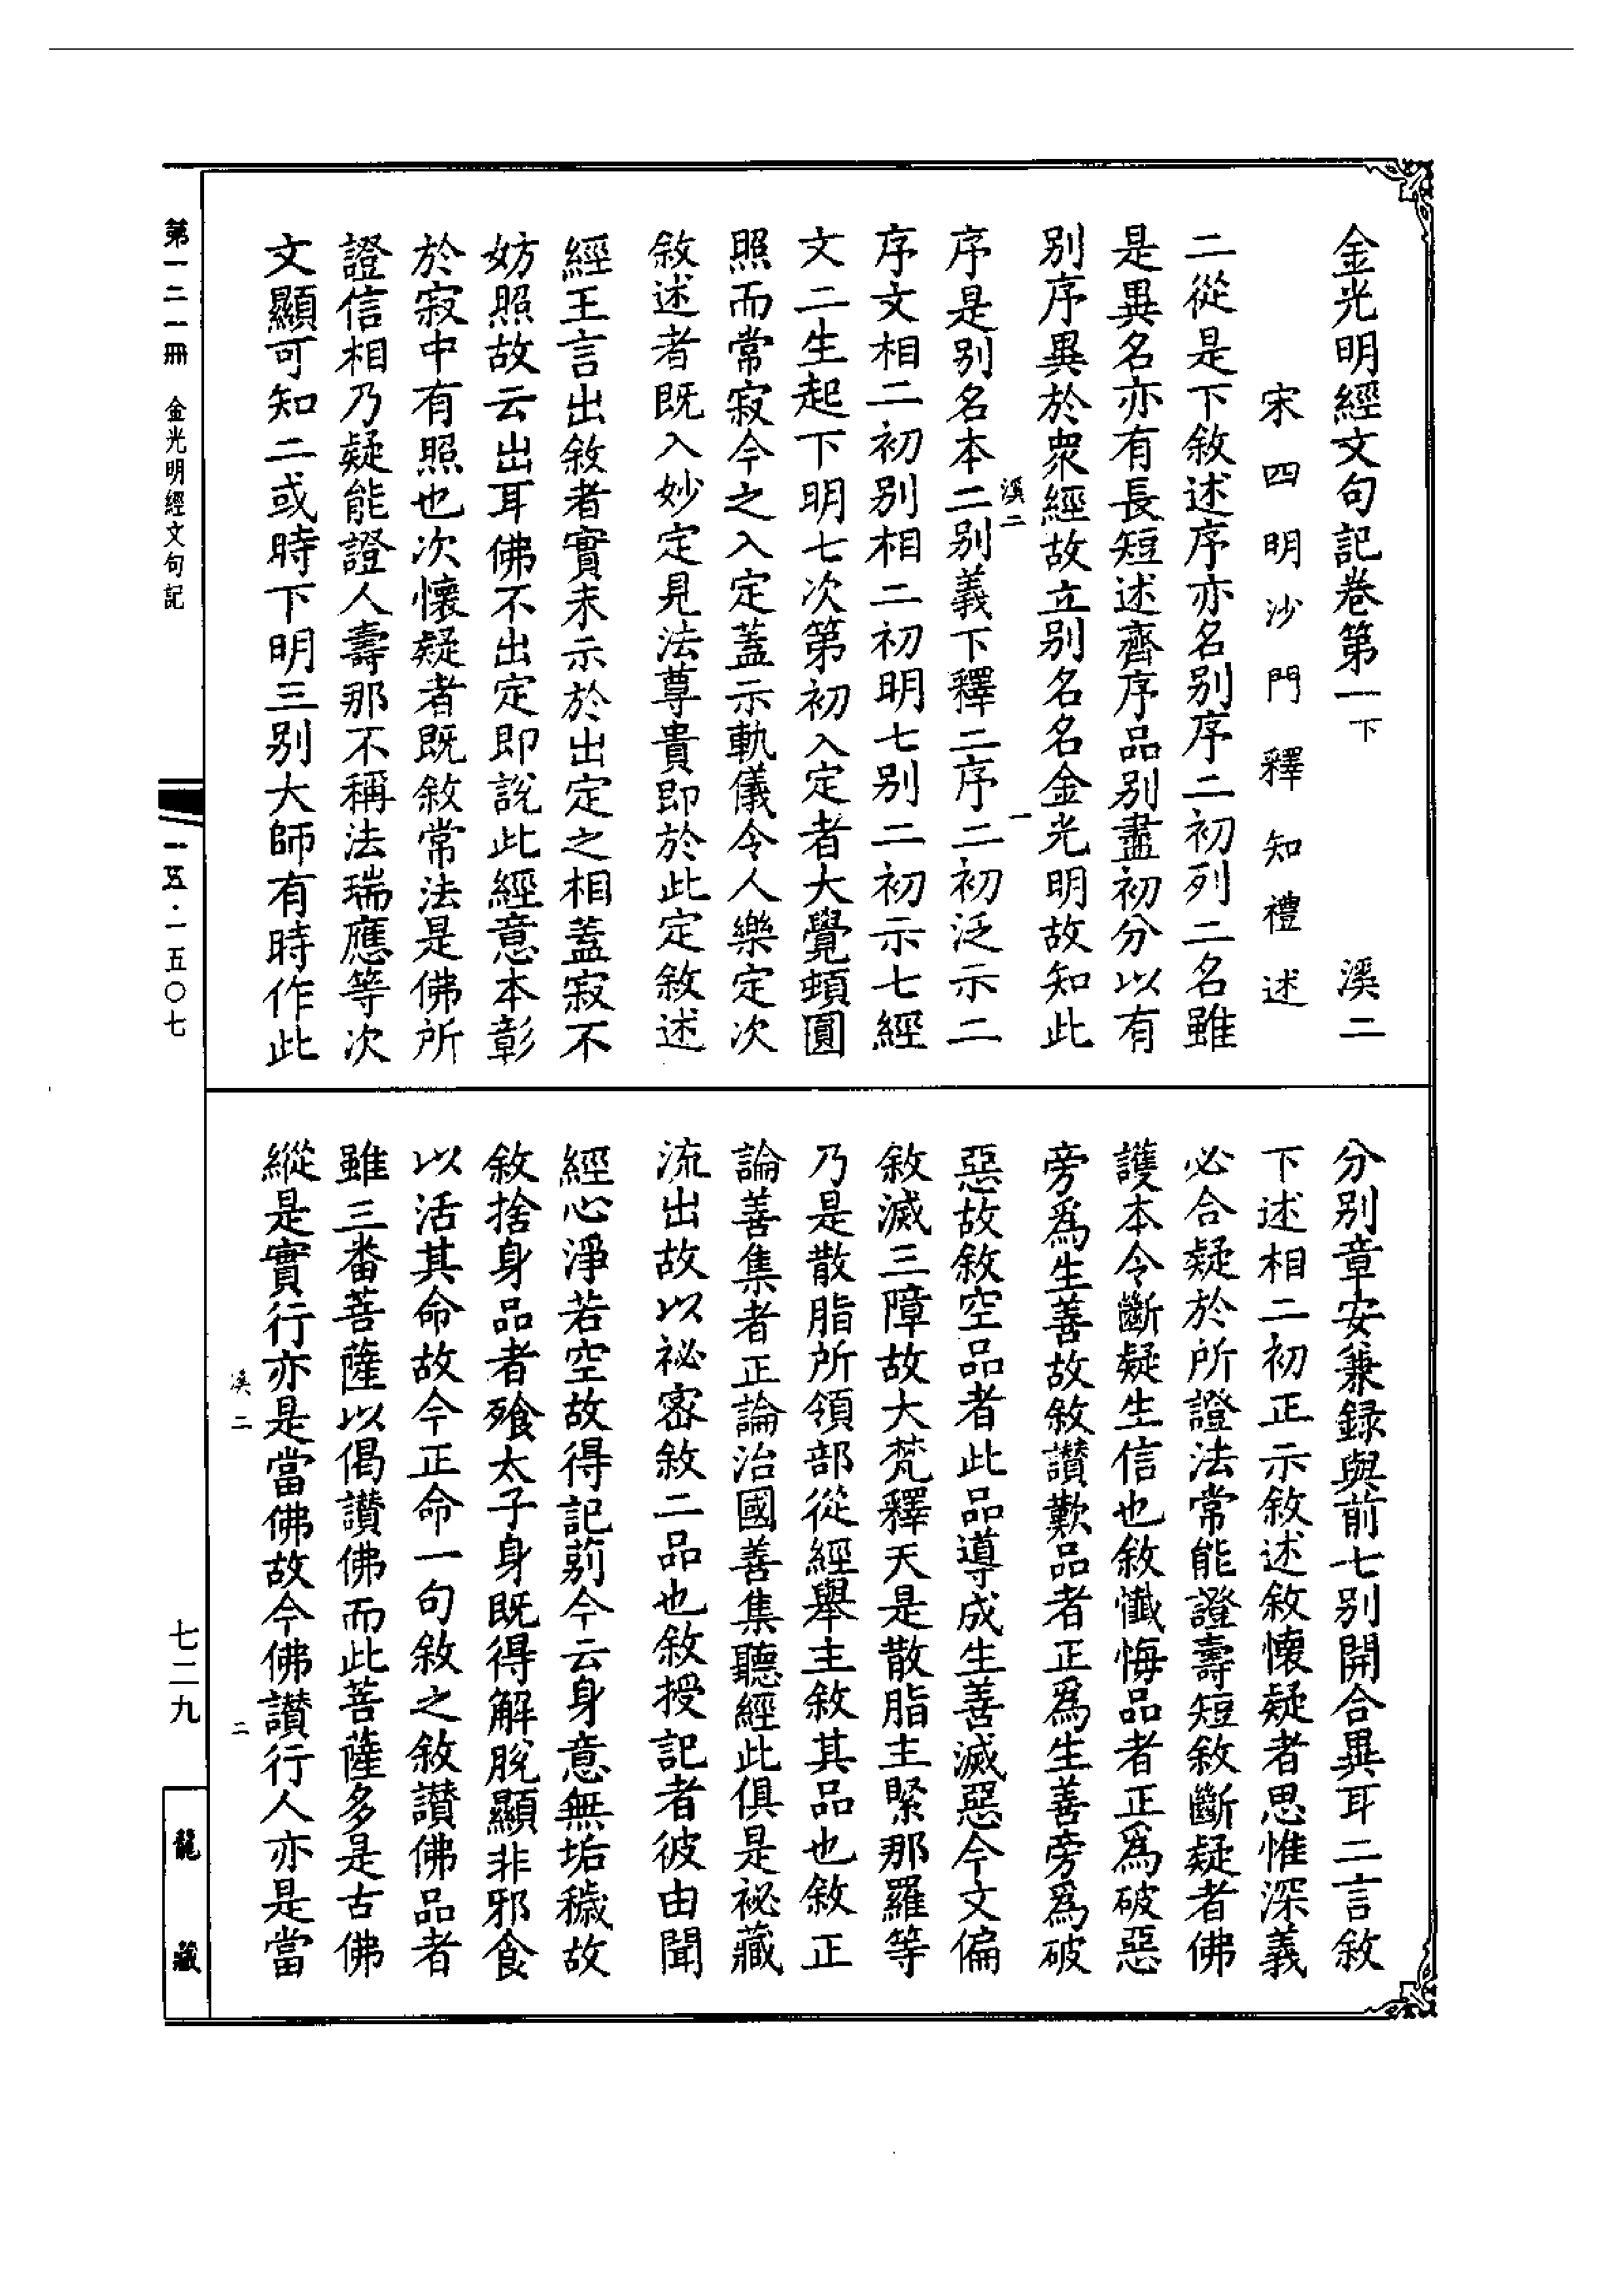 金光明經文句記卷第一下　溪二
宋四明沙門釋知禮述
二從是下敘述序亦名別序二初列二名雖
是異名亦有長短述齊序品別盡初分以有
別序異於衆經故立別名名金光明故知此
溪二　一
序是別名本二別義下釋二序二初泛示二
序文相二初別相二初明七別二初示七經
文二生起下明七次第初入定者大覺頓圓
照而常寂今之入定蓋示軌儀令人樂定次
敘述者既入妙定見法尊貴即於此定敘述
經王言出敘者實未示於出定之相蓋寂不
妨照故云出耳佛不出定即說此經意本彰
於寂中有照也次懷疑者既敘常法是佛所
證信相乃疑能證人壽那不稱法瑞應等次
文顯可知二或時下明三別大師有時作此
分別章安兼録與前七別開合異耳二言敘
下述相二初正示敘述敘懷疑者思惟深義
必合疑於所證法常能證壽短敘斷疑者佛
護本令斷疑生信也敘懺悔品者正爲破惡
旁爲生善故敘讃歎品者正爲生善旁爲破
惡故敘空品者此品導成生善滅惡今文偏
敘滅三障故大梵釋天是散脂主緊那羅等
乃是散脂所領部從經舉主敘其品也敘正
論善集者正論治國善集聽經此俱是祕藏
流出故以祕密敘二品也敘授記者彼由聞
經心淨若空故得記莂今云身意無垢穢故
敘捨身品者飱太子身既得解脫顯非邪食
以活其命故今正命一句敘之敘讃佛品者
雖三番菩薩以偈讃佛而此菩薩多是古佛
縱是實行亦是當佛故今佛讃行人亦是當
溪二　二
第一二一冊　金光明經文句記
一五·一五〇七
七二九
龍藏